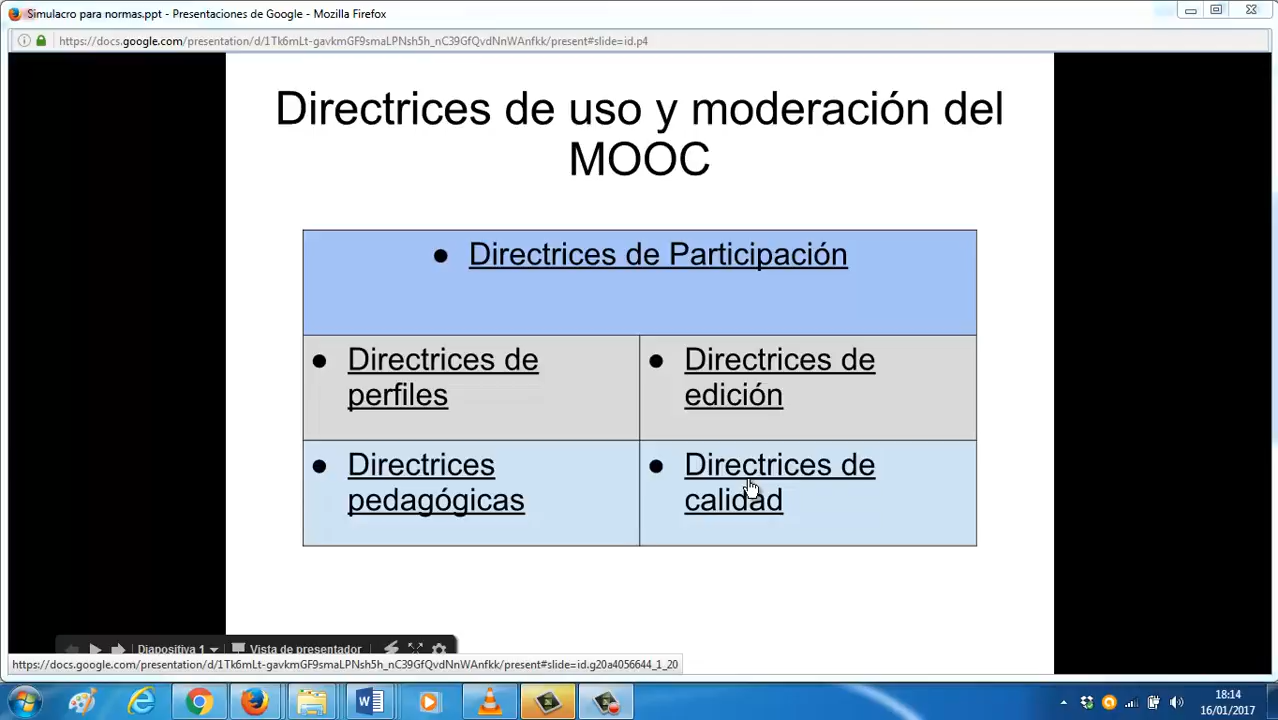 Simulacro para normas.ppt - Presentaciones de Google - Mozilla Firefox
https://docs.google.com/presentation/d/1Tk6mLt-gavkmGF9smaLPNsh5h_nC39GfQvdNnWAnfkk/present#slide=id.p4
Directrices de uso y moderación del
MOOC
● Directrices de Participación
● Directrices de
perfiles
● Directrices de
edición
● Directrices
pedagógicas
● Directrices de
calidad
Diapositiva 1
Vista de presentador
https://docs.google.com/presentation/d/1Tk6mLt-gavkmGF9smaLPNsh5h_nC39GfQvdNnWAnfkk/present#slide=id.g20a4056644_1_20
18:14
16/01/2017